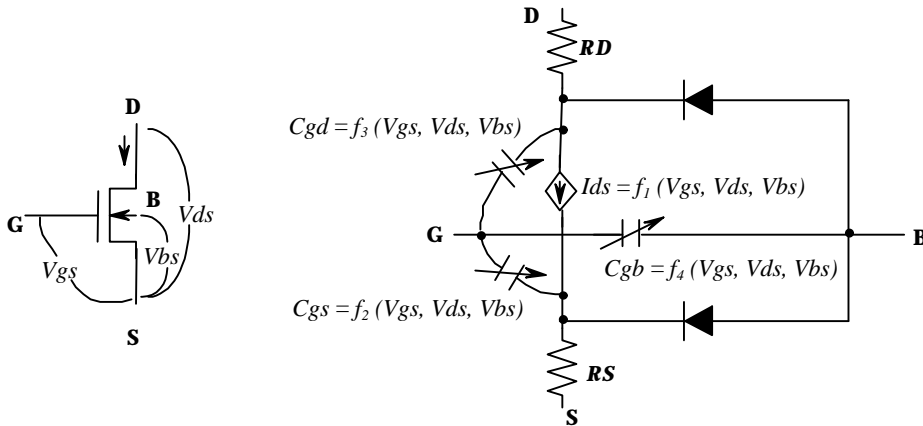 D
B
G
Vds
Vgs
Vbs
S
D
RD
Cgd = f3 (Vgs, Vds, Vbs)
Ids = f1 (Vgs, Vds, Vbs)
G
B
Cgb = f4 (Vgs, Vds, Vbs)
Cgs = f2 (Vgs, Vds, Vbs)
RS
S